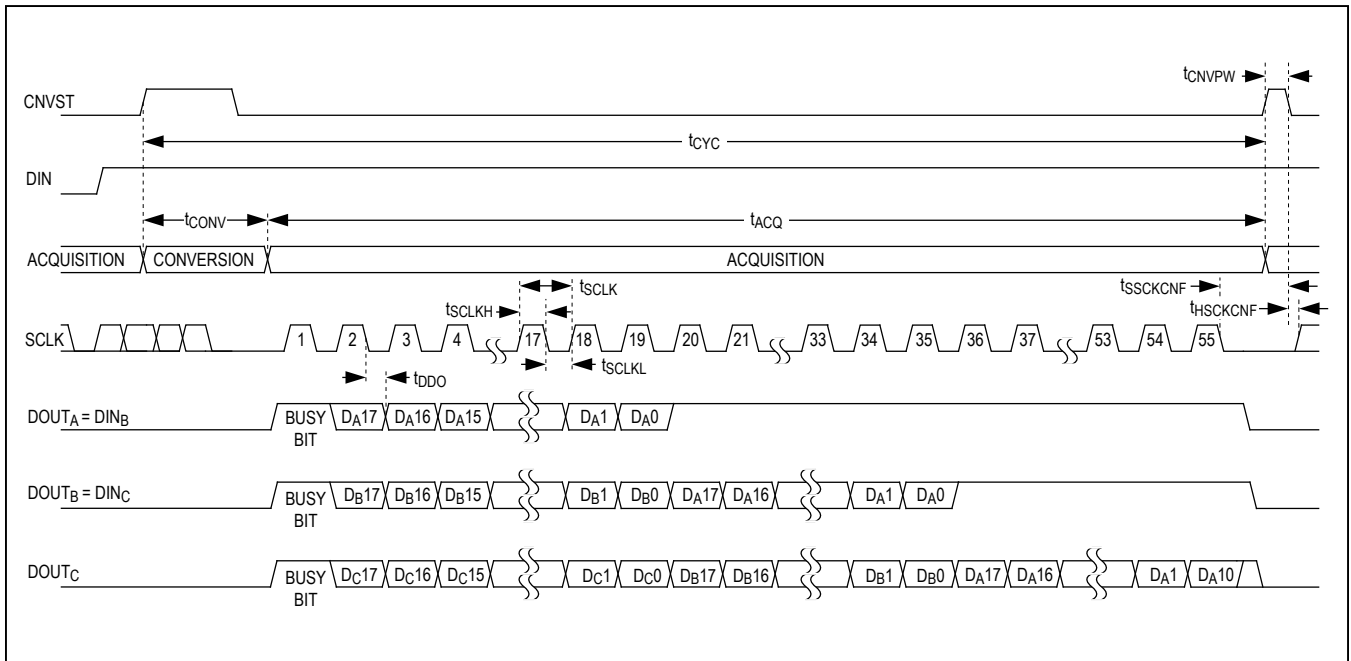 tCNVPW
CNVST
tCYC
DIN
tCONV tACQ
ACQUISITION CONVERSION ACQUISITION
tSCLK tSSCKCNF
tSCLKH tHSCKCNF
SCLK 1 2 3 4 17 18 19 20 21 33 34 35 36 37 53 54 55
tDDO tSCLKL
DOUTA = DINB BUSY BIT DA17 DA16 DA15 DA1 DA0
DOUTB = DINC BUSY BIT DB17 DB16 DB15 DB1 DB0 DA17 DA16 DA1 DA0
DOUTC BUSY BIT DC17 DC16 DC15 DC1 DC0 DB17 DB16 DB1 DB0 DA17 DA16 DA1 DA10